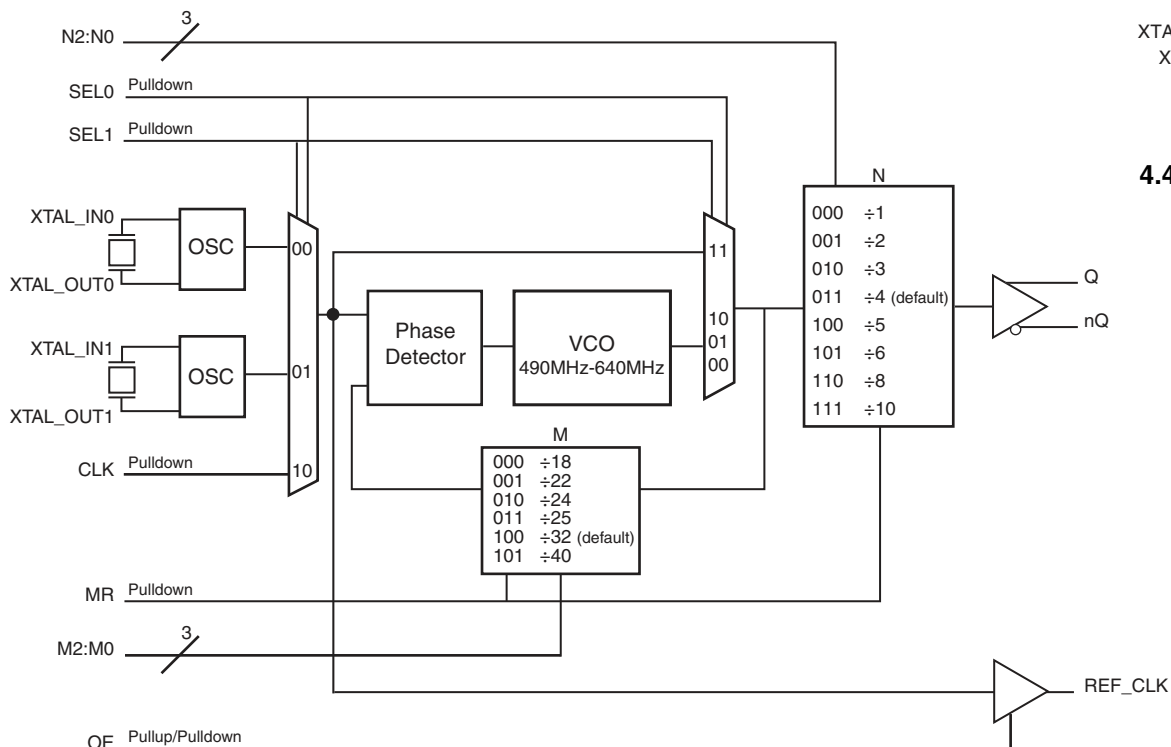 3
N2:N0
SEL0 Pulldown
SEL1 Pulldown
XTAL_IN0
OSC
XTAL_OUT0
XTAL_IN1
OSC
XTAL_OUT1
CLK Pulldown
00
01
10
Phase
Detector
VCO
490MHz-640MHz
11
10
01
00
M
000 ÷18
001 ÷22
010 ÷24
011 ÷25
100 ÷32 (default)
101 ÷40
N
000 ÷1
001 ÷2
010 ÷3
011 ÷4 (default)
100 ÷5
101 ÷6
110 ÷8
111 ÷10
Q
nQ
MR Pulldown
3
M2:M0
REF_CLK
Pullup/Pulldown
XTA
X
4.4